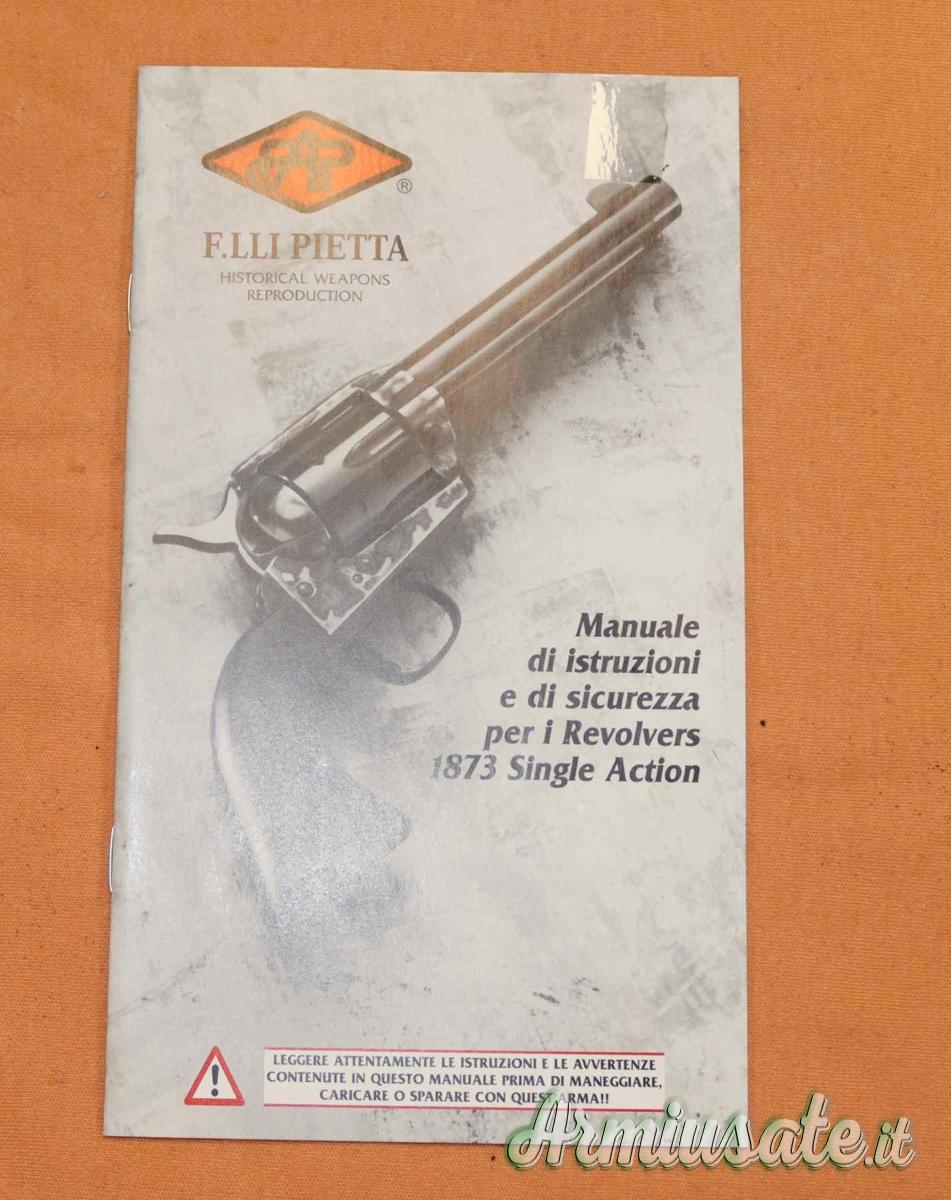 ®
F.LLI PIETTA
HISTORICAL WEAPONS
REPRODUCTION
Manuale
di istruzioni
e di sicurezza
per i Revolvers
1873 Single Action
LEGGERE ATTENTAMENTE LE ISTRUZIONI E LE AVVERTENZE
CONTENUTE IN QUESTO MANUALE PRIMA DI MANEGGIARE,
CARICARE O SPARARE CON QUEST'ARMA!!
Armiusate.it